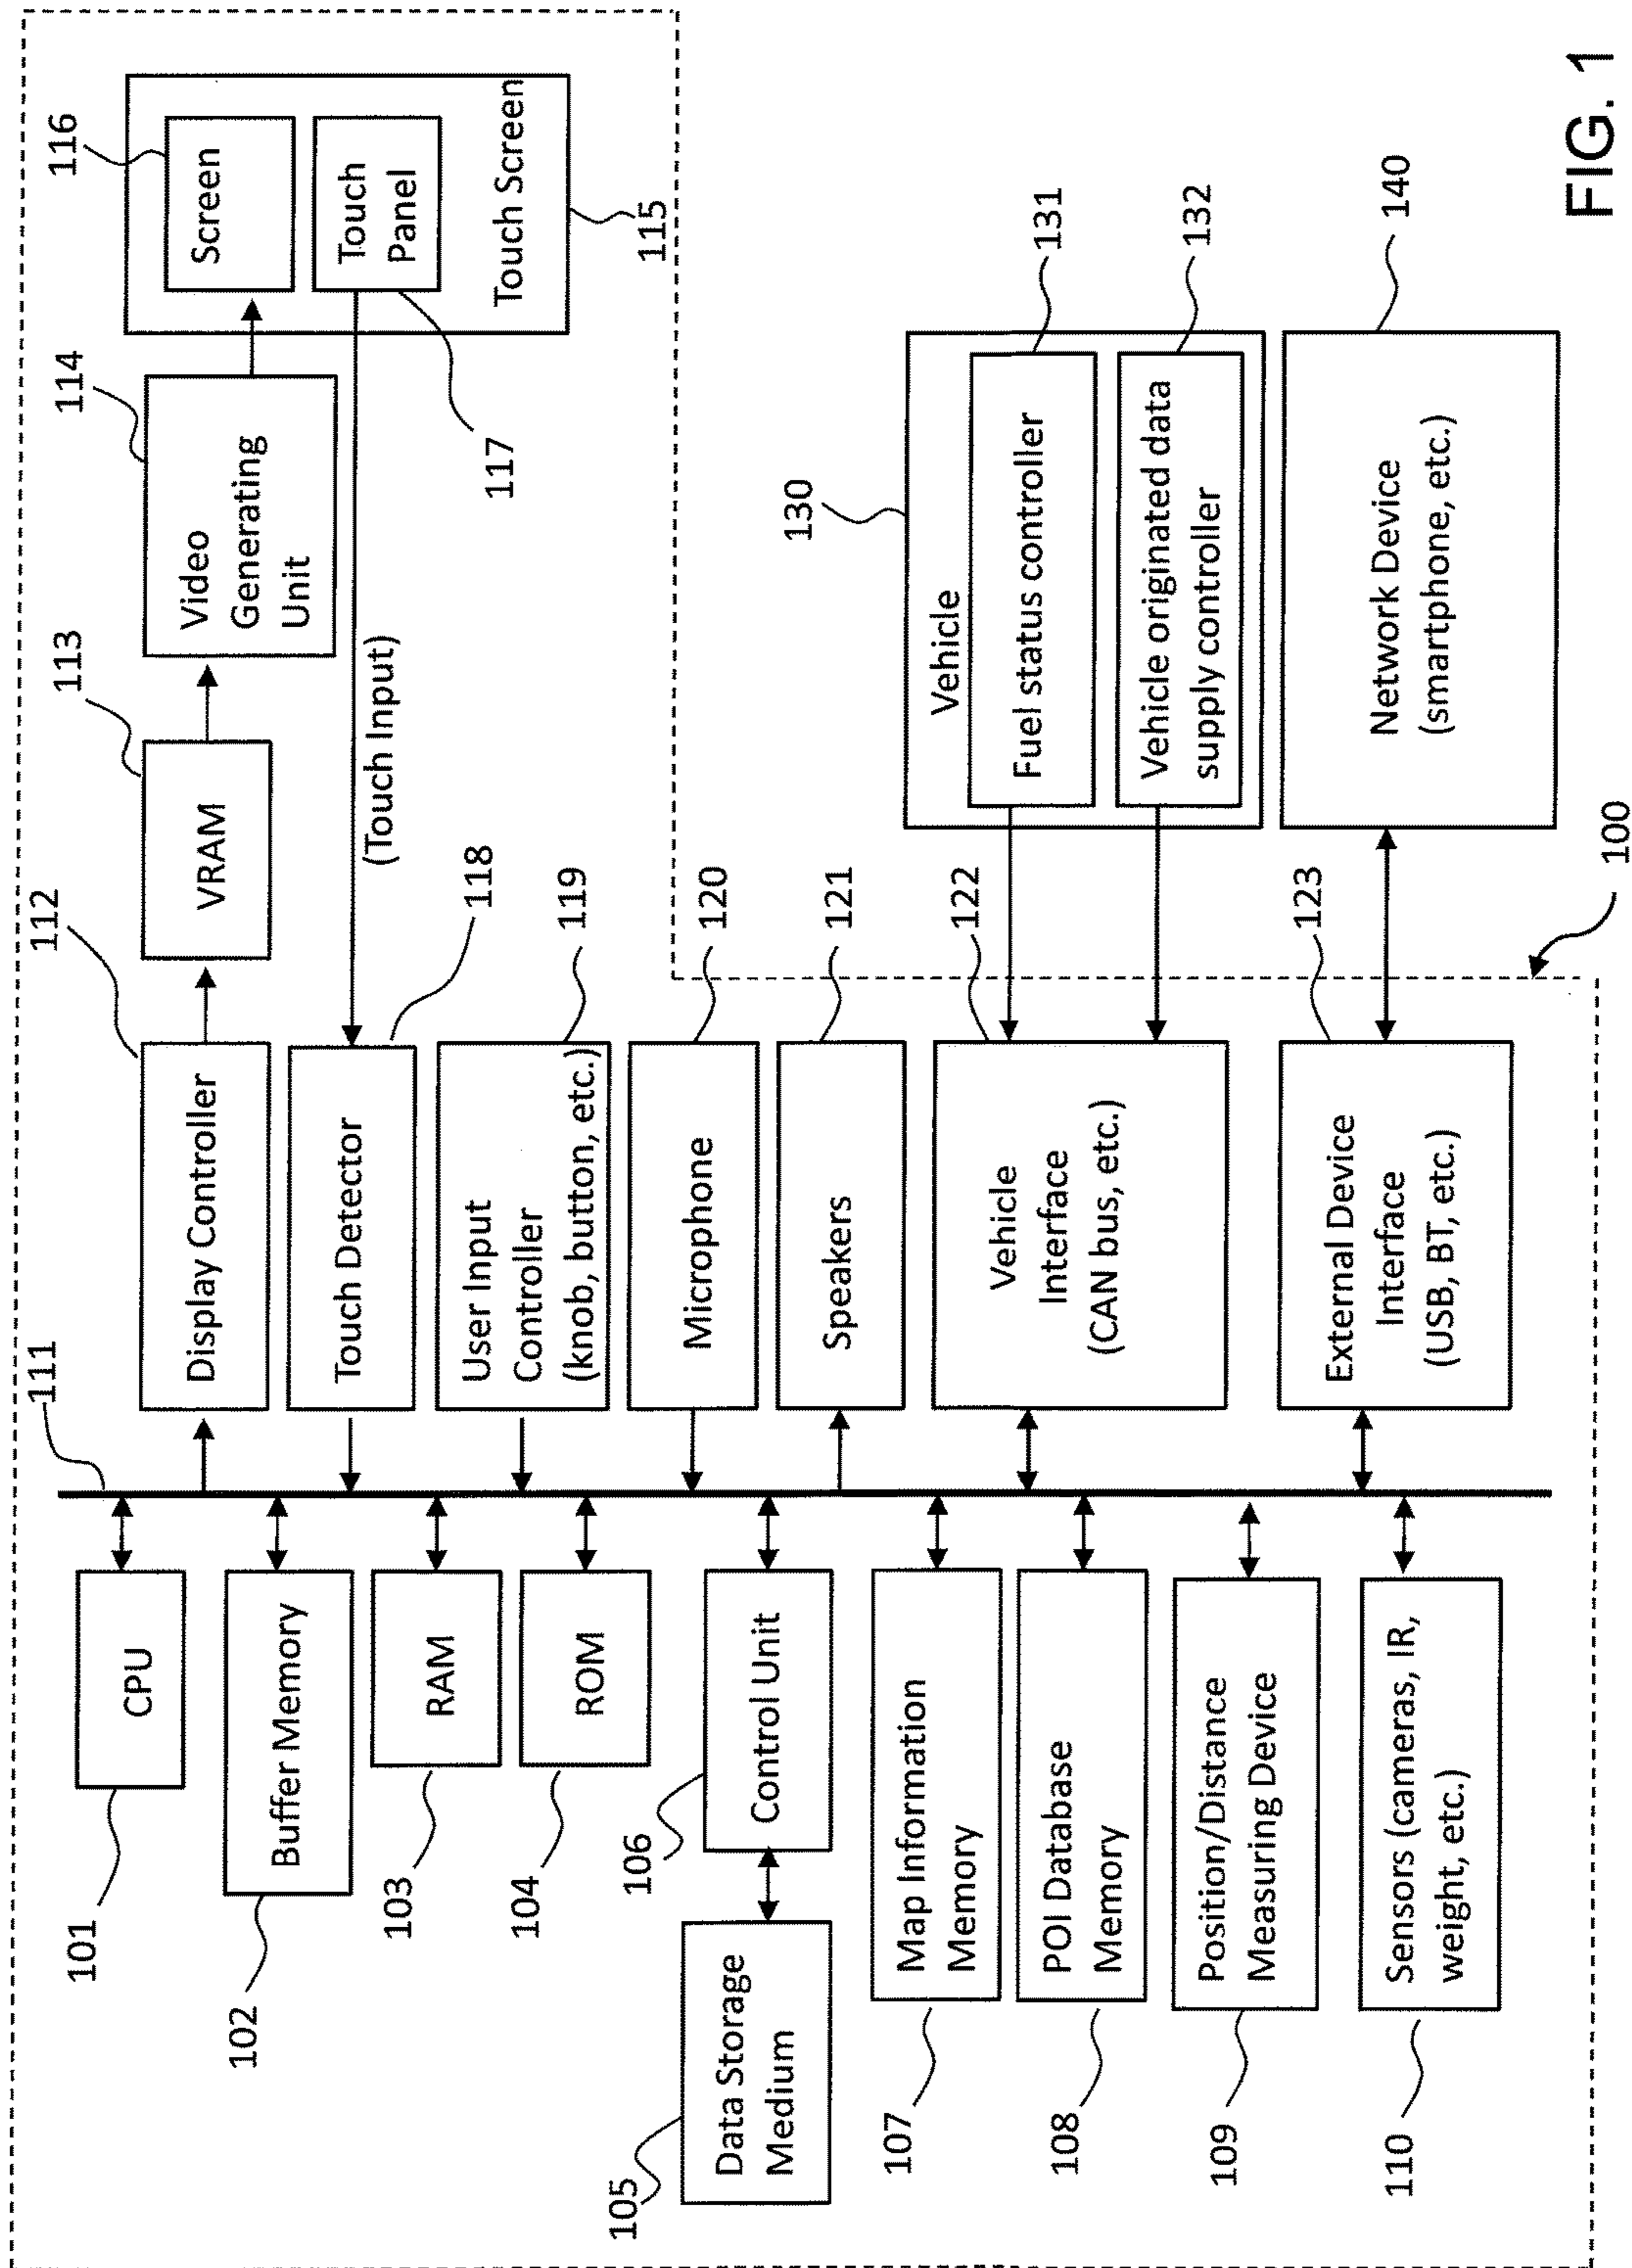 101
CPU
102
Buffer Memory
103
RAM
104
ROM
105
Data Storage
Medium
106
Control Unit
107
Map Information
Memory
108
POI Database
Memory
109
Position/Distance
Measuring Device
110
Sensors (cameras, IR,
weight, etc.)
111
112
Display Controller
113
VRAM
114
Video
Generating
Unit
116
Screen
Touch
Panel
117
Touch Screen
115
(Touch Input)
118
Touch Detector
119
User Input
Controller
(knob, button, etc.)
120
Microphone
121
Speakers
122
Vehicle
Interface
(CAN bus, etc.)
123
External Device
Interface
(USB, BT, etc.)
130
Vehicle
131
Fuel status controller
132
Vehicle originated data
supply controller
140
Network Device
(smartphone, etc.)
100
FIG. 1